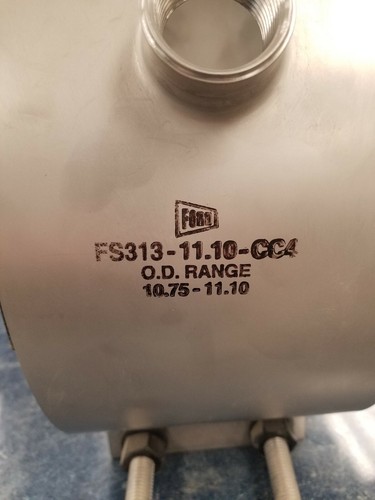 FORD
FS313-11.10-CC4
O.D. RANGE
10.75-11.10